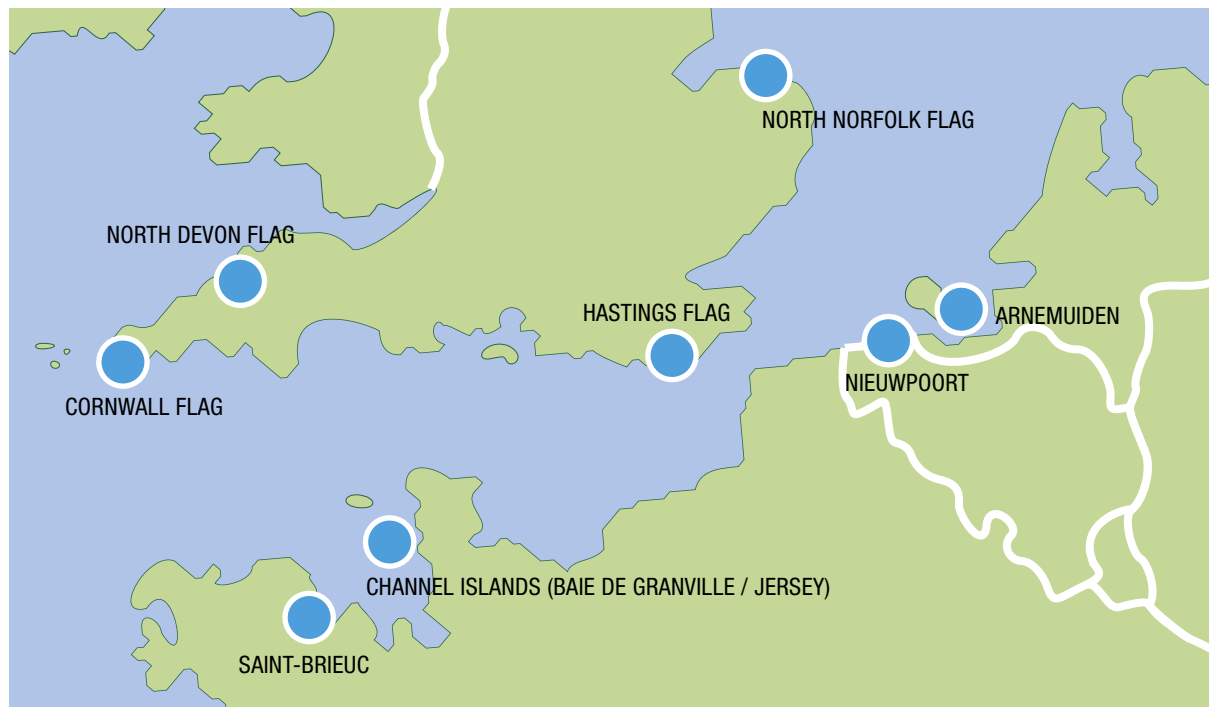 NORTH NORFOLK FLAG
NORTH DEVON FLAG
HASTINGS FLAG
ARNEMUIDEN
NIEUWPOORT
CORNWALL FLAG
CHANNEL ISLANDS (BAIE DE GRANVILLE / JERSEY)
SAINT-BRIEUC